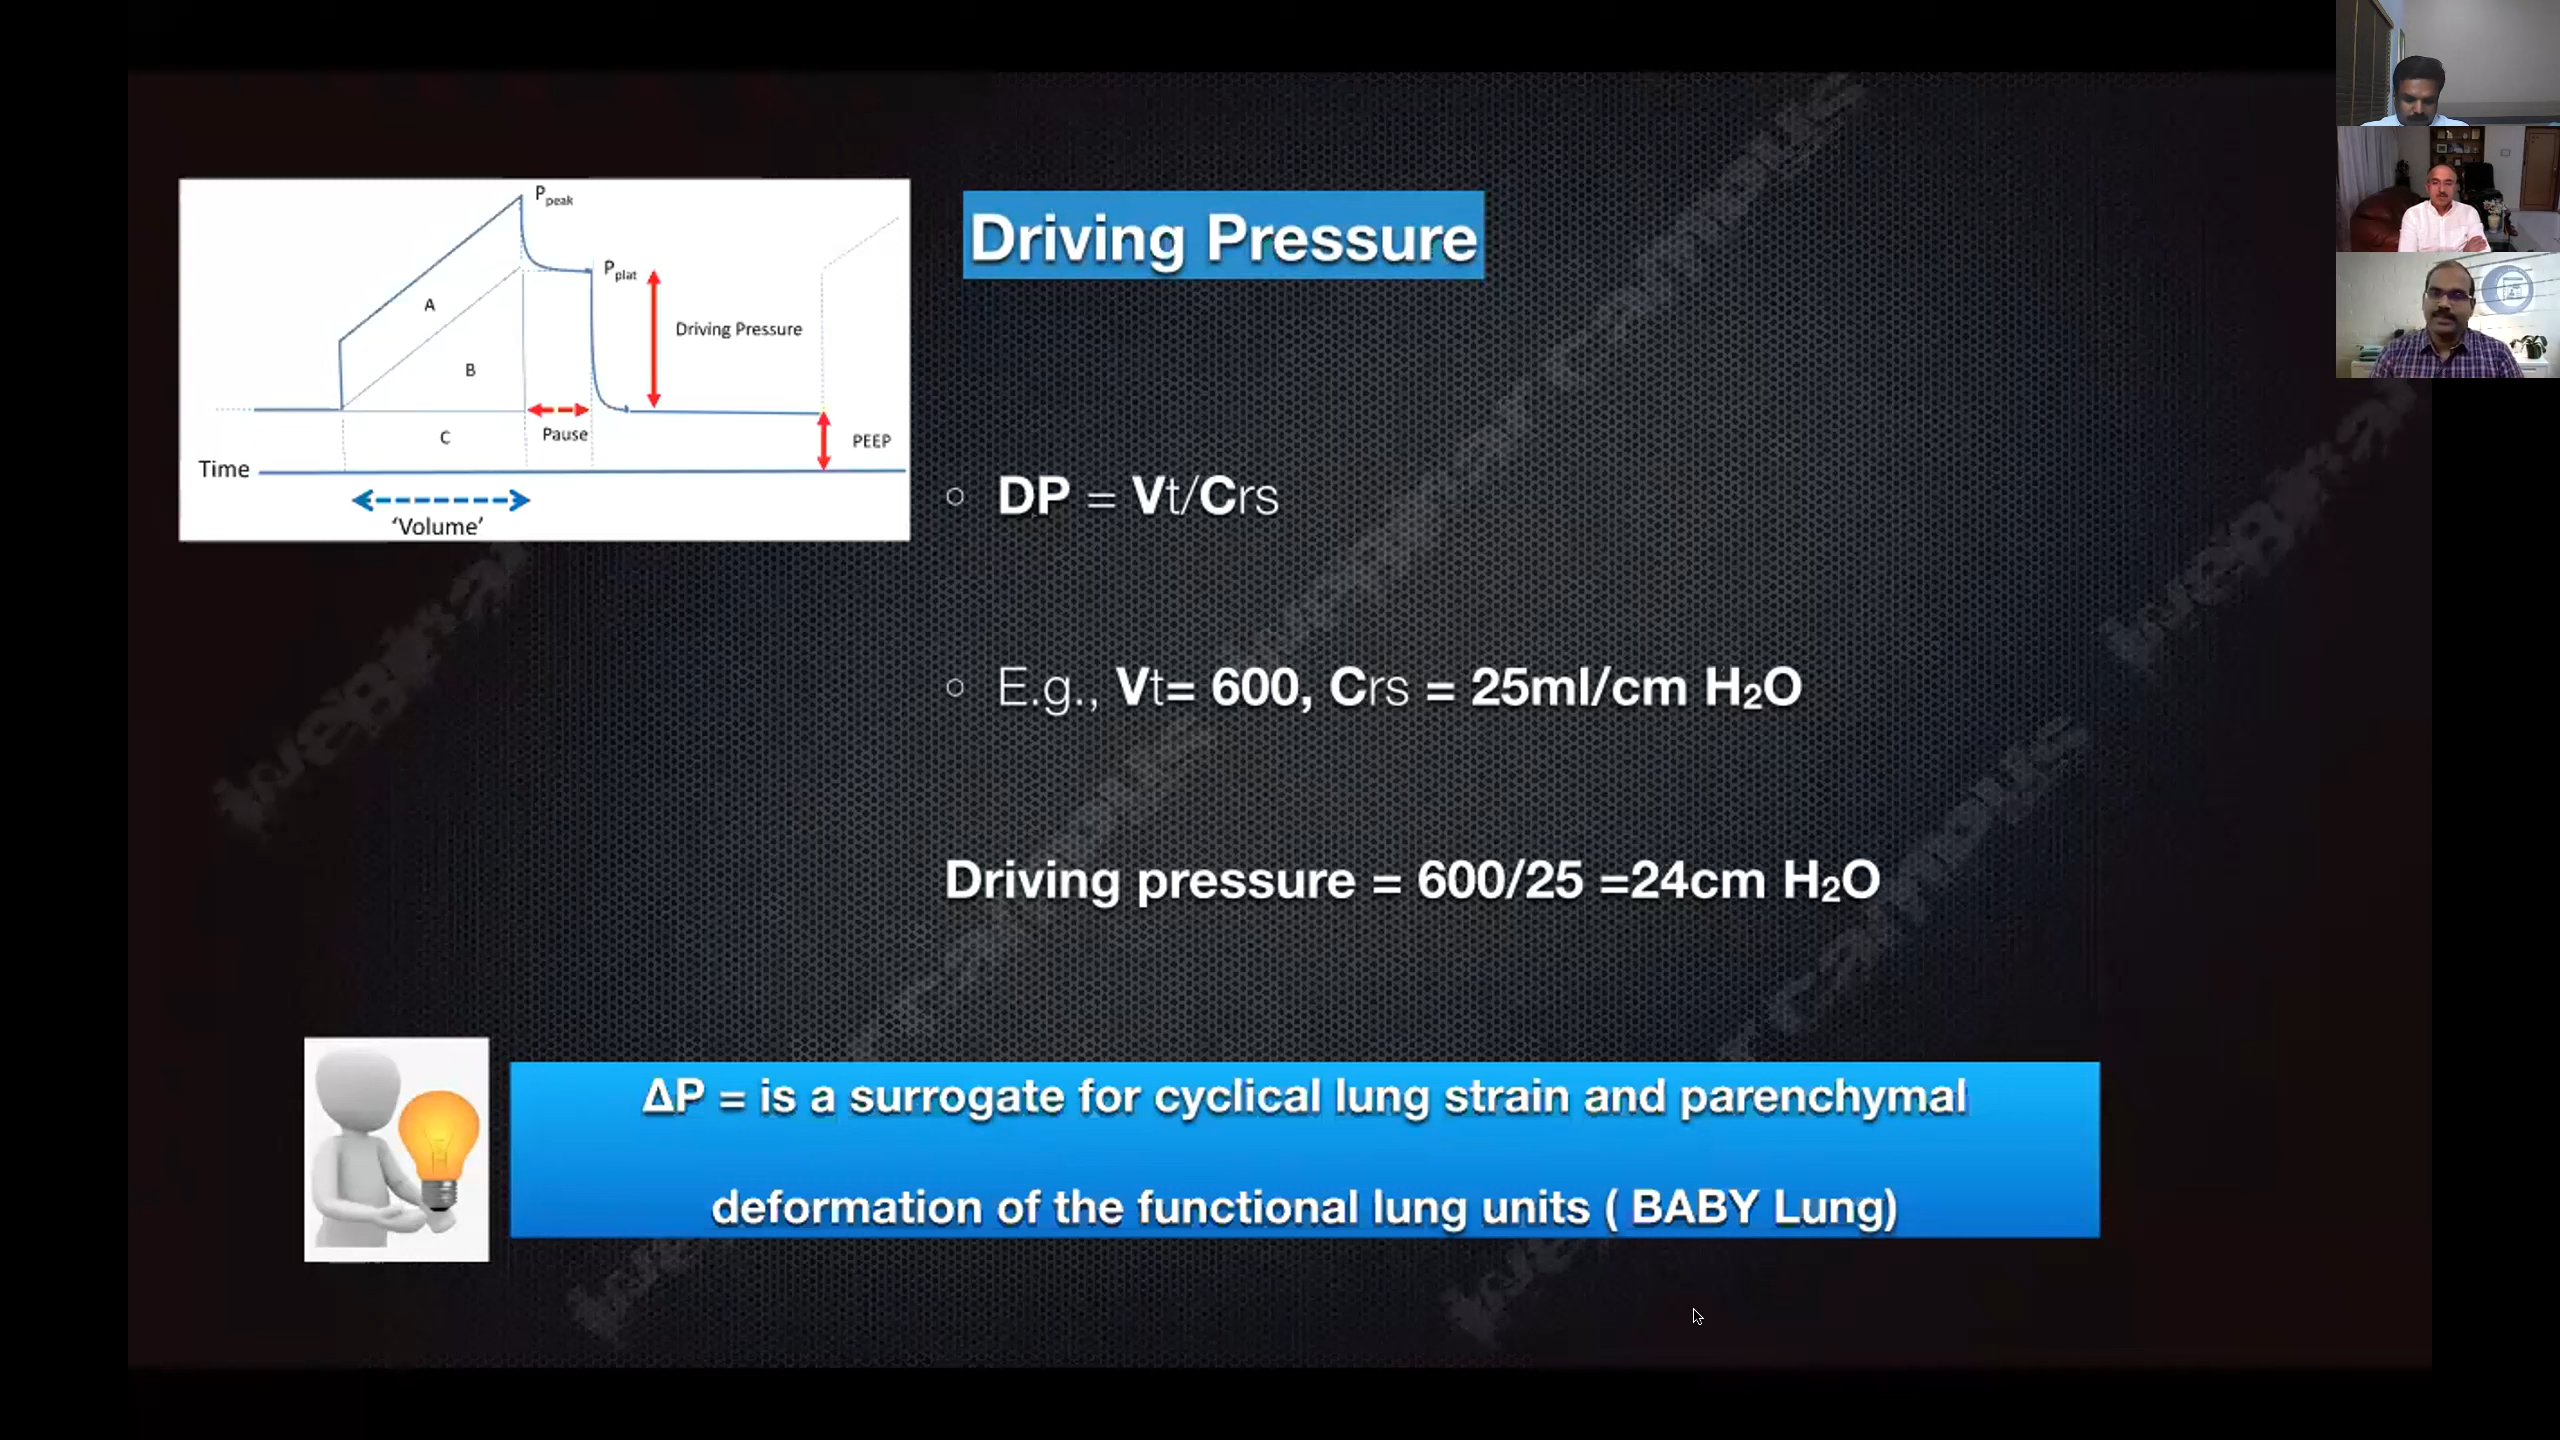 Driving Pressure
P peak
P plat
A
Driving Pressure
B
C
Pause
PEEP
Time
‘Volume’
DP = Vt/Crs
E.g., Vt= 600, Crs = 25ml/cm H₂O
Driving pressure = 600/25 =24cm H₂O
ΔP = is a surrogate for cyclical lung strain and parenchymal
deformation of the functional lung units ( BABY Lung)